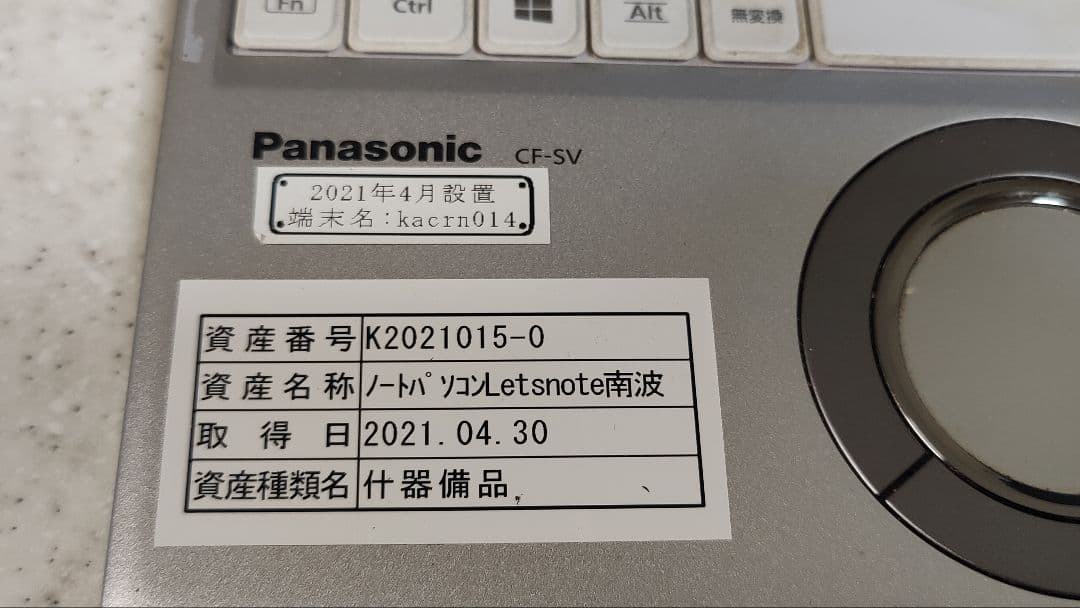 Fn
Ctrl
Alt
無変換
Panasonic CF-SV
2021年4月設置
端末名:kacrn014
資産番号 K2021015-0
資産名称 ノートパソコンLetsnote南波
取得日 2021.04.30
資産種類名 什器備品